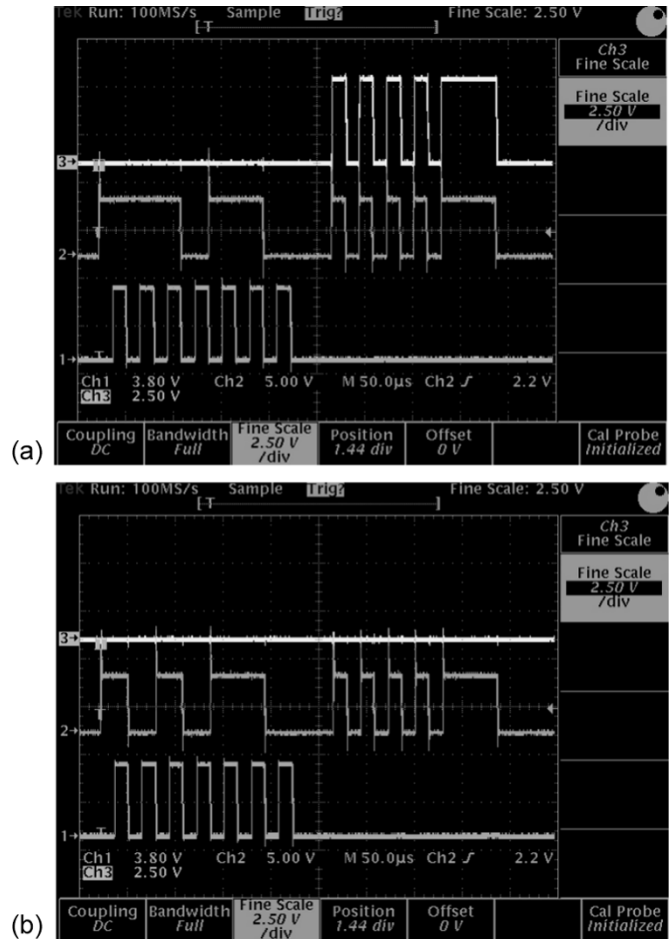 (a)
Tek Run: 100MS/s Sample Trig? Fine Scale: 2.50 V
[ T ]
Ch3
Fine Scale
Fine Scale
2.50 V
/div
3
T
2
1
Ch1 3.80 V Ch2 5.00 V M 50.0µs Ch2 2.2 V
Ch3 2.50 V
Coupling
DC
Bandwidth
Full
Fine Scale
2.50 V
/div
Position
1.44 div
Offset
0 V
Cal Probe
Initialized
(b)
Tek Run: 100MS/s Sample Trig? Fine Scale: 2.50 V
[ T ]
Ch3
Fine Scale
Fine Scale
2.50 V
/div
3
T
2
1
Ch1 3.80 V Ch2 5.00 V M 50.0µs Ch2 2.2 V
Ch3 2.50 V
Coupling
DC
Bandwidth
Full
Fine Scale
2.50 V
/div
Position
1.44 div
Offset
0 V
Cal Probe
Initialized